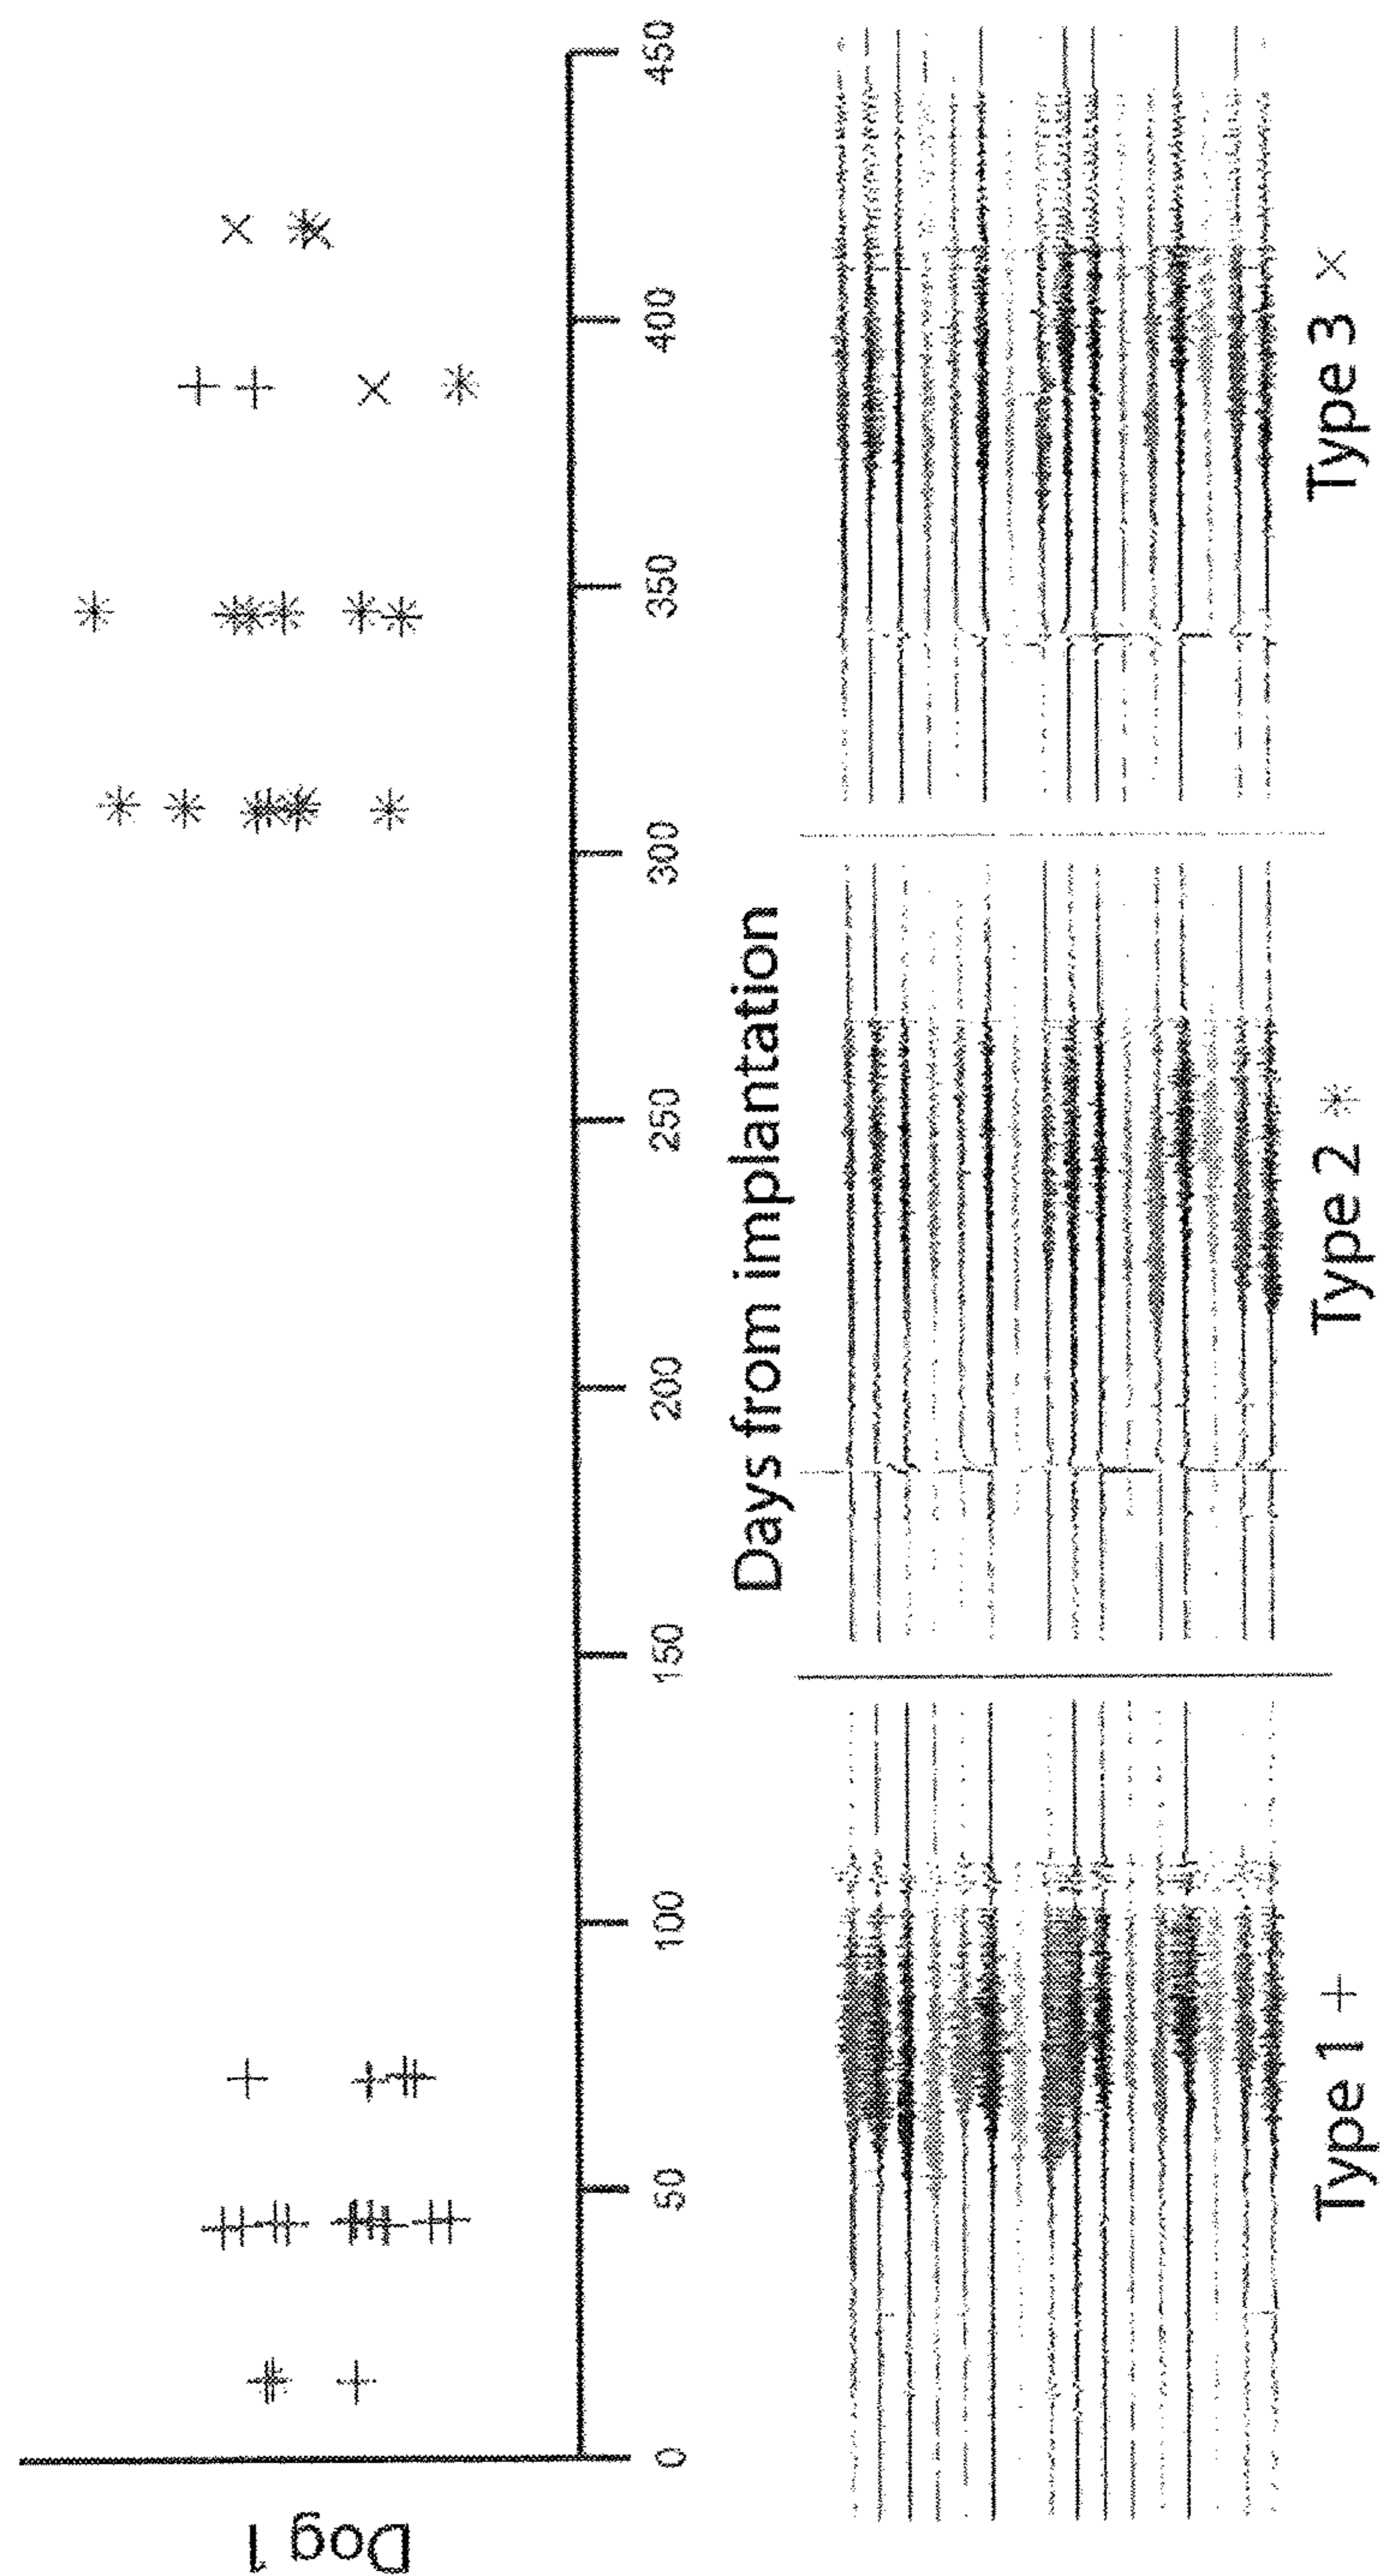 Dog 1
0 50 100 150 200 250 300 350 400 450
Days from implantation
Type 1 + Type 2 * Type 3 ×